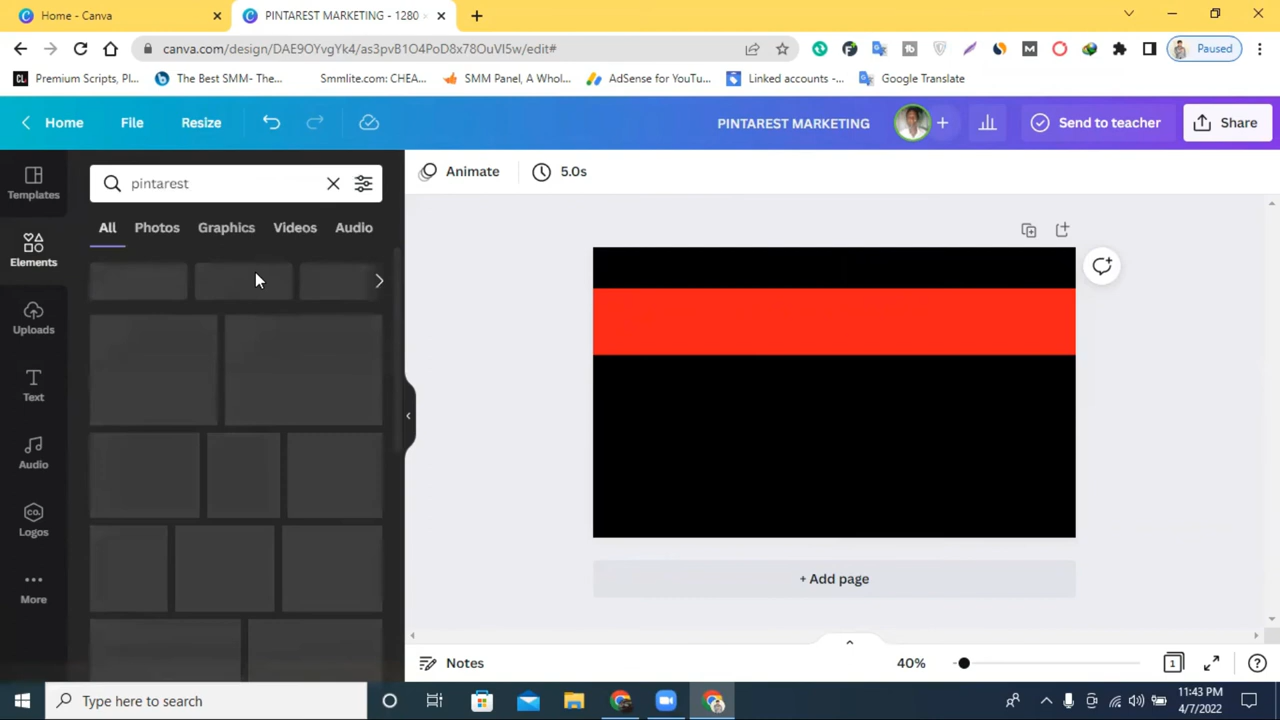 Home - Canva
PINTAREST MARKETING - 1280
canva.com/design/DAE9OYvgYk4/as3pvB1O4PoD8x78OuVI5w/edit#
Paused
Premium Scripts, Pl...
The Best SMM- The...
Smmlite.com: CHEA...
SMM Panel, A Whol...
AdSense for YouTu...
Linked accounts -...
Google Translate
Home
File
Resize
PINTAREST MARKETING
Send to teacher
Share
Templates
Elements
Uploads
Text
Audio
Logos
More
pintarest
All
Photos
Graphics
Videos
Audio
Animate
5.0s
+ Add page
Notes
40%
1
Type here to search
11:43 PM
4/7/2022